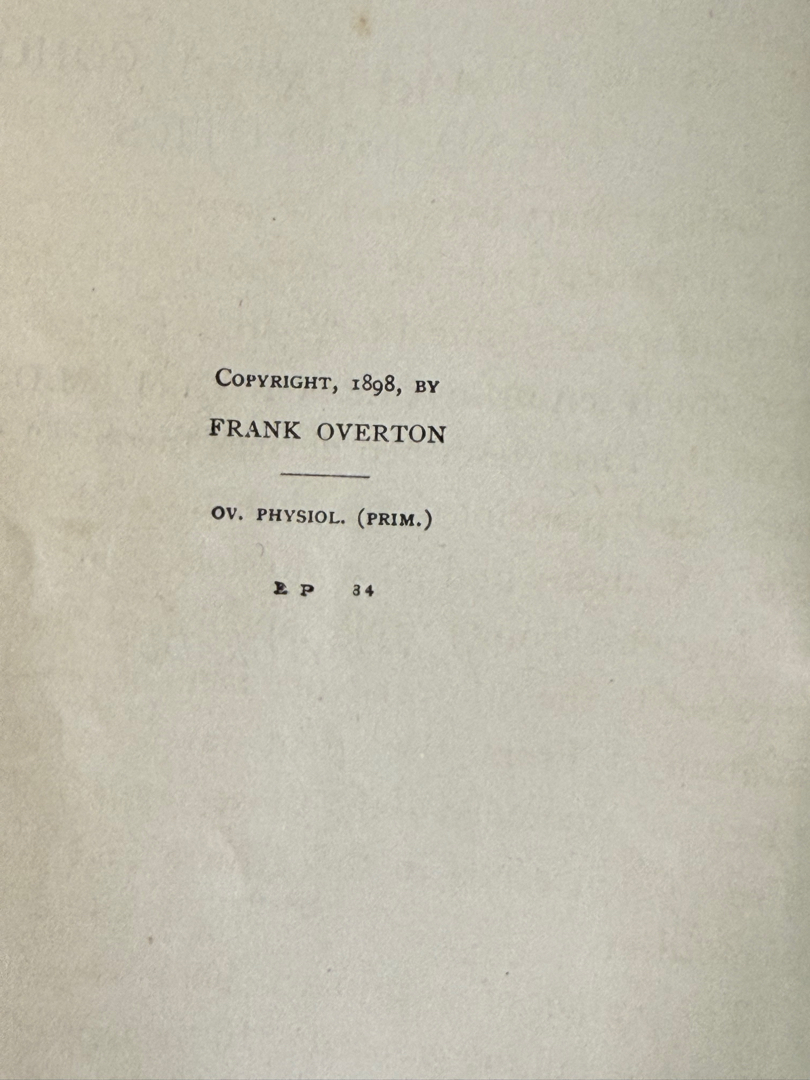 Copyright, 1898, by
FRANK OVERTON
OV. PHYSIOL. (PRIM.)
E P 34